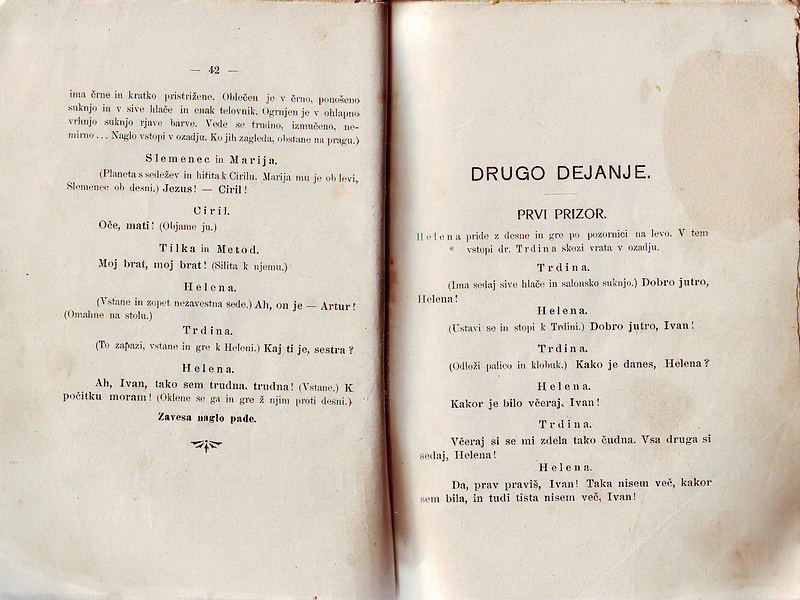 — 42 —
ima črne in kratko pristrižene. Oblečen je v črno, ponošeno
suknjo in v sive hlače in enak telovnik. Ogrnjen je v ohlapno
vrhnjo suknjo rjave barve. Vede se trudno, izmučeno, ne-
mirno ... Naglo vstopi v ozadju. Ko jih zagleda, obstane na pragu.)
Slemenec in Marija.
(Planeta s sedežev in hitita k Cirilu. Marija mu je ob levi,
Slemenec ob desni.) Jezus! — Ciril!
Ciril.
Oče, mati! (Objame ju.)
Tilka in Metod.
Moj brat, moj brat! (Silita k njemu.)
Helena.
(Vstane in zopet nezavestna sede.) Ah, on je — Artur!
(Omahne na stolu.)
Trdina.
(To zapazi, vstane in gre k Heleni.) Kaj ti je, sestra?
Helena.
Ah, Ivan, tako sem trudna, trudna! (Vstane.) K
počitku moram! (Oklene se ga in gre ž njim proti desni.)
Zavesa naglo pade.
DRUGO DEJANJE.
PRVI PRIZOR.
Helena pride z desne in gre po pozornici na levo. V tem
vstopi dr. Trdina skozi vrata v ozadju.
Trdina.
(Ima sedaj sive hlače in salonsko suknjo.) Dobro jutro,
Helena!
Helena.
(Ustavi se in stopi k Trdini.) Dobro jutro, Ivan!
Trdina.
(Odloži palico in klobuk.) Kako je danes, Helena?
Helena.
Kakor je bilo včeraj, Ivan!
Trdina.
Včeraj si se mi zdela tako čudna. Vsa druga si
sedaj, Helena!
Helena.
Da, prav praviš, Ivan! Taka nisem več, kakor
sem bila, in tudi tista nisem več, Ivan!